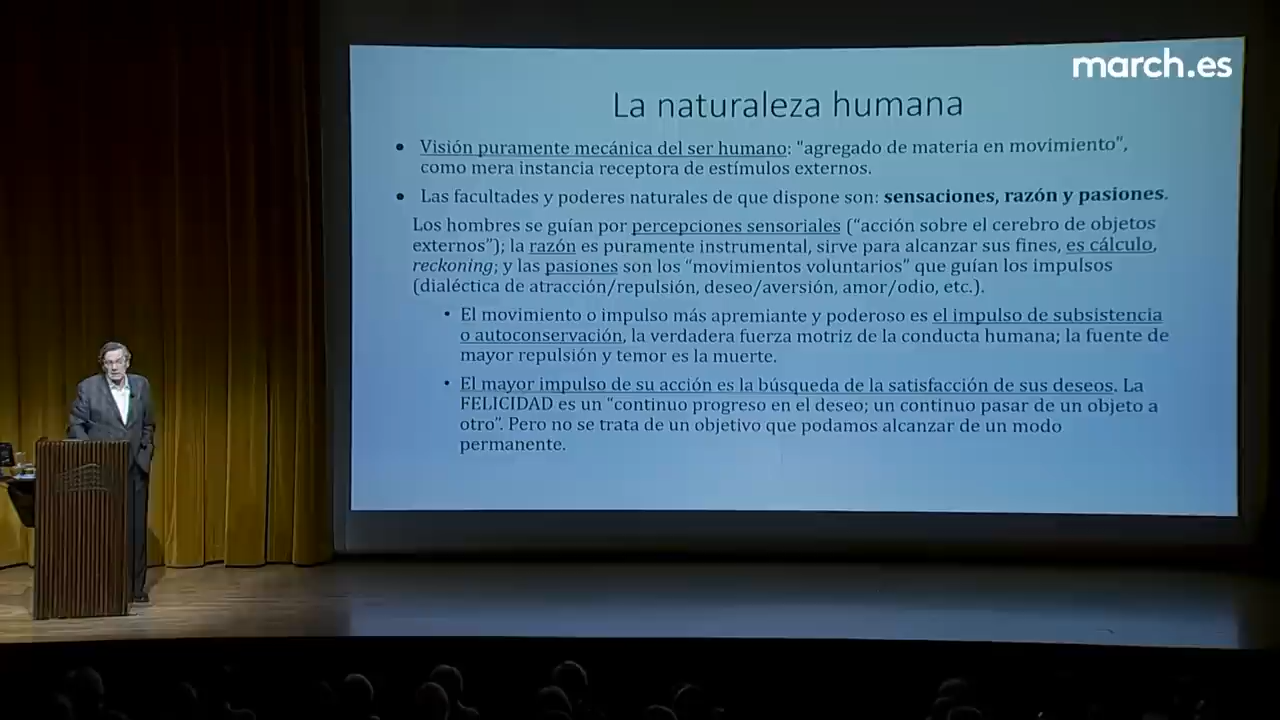 march.es
La naturaleza humana
• Visión puramente mecánica del ser humano: "agregado de materia en movimiento",
como mera instancia receptora de estímulos externos.
• Las facultades y poderes naturales de que dispone son: sensaciones, razón y pasiones.
Los hombres se guían por percepciones sensoriales ("acción sobre el cerebro de objetos
externos"); la razón es puramente instrumental, sirve para alcanzar sus fines, es cálculo,
reckoning; y las pasiones son los "movimientos voluntarios" que guían los impulsos
(dialéctica de atracción/repulsión, deseo/aversión, amor/odio, etc.).
• El movimiento o impulso más apremiante y poderoso es el impulso de subsistencia
o autoconservación, la verdadera fuerza motriz de la conducta humana; la fuente de
mayor repulsión y temor es la muerte.
• El mayor impulso de su acción es la búsqueda de la satisfacción de sus deseos. La
FELICIDAD es un "continuo progreso en el deseo; un continuo pasar de un objeto a
otro". Pero no se trata de un objetivo que podamos alcanzar de un modo
permanente.